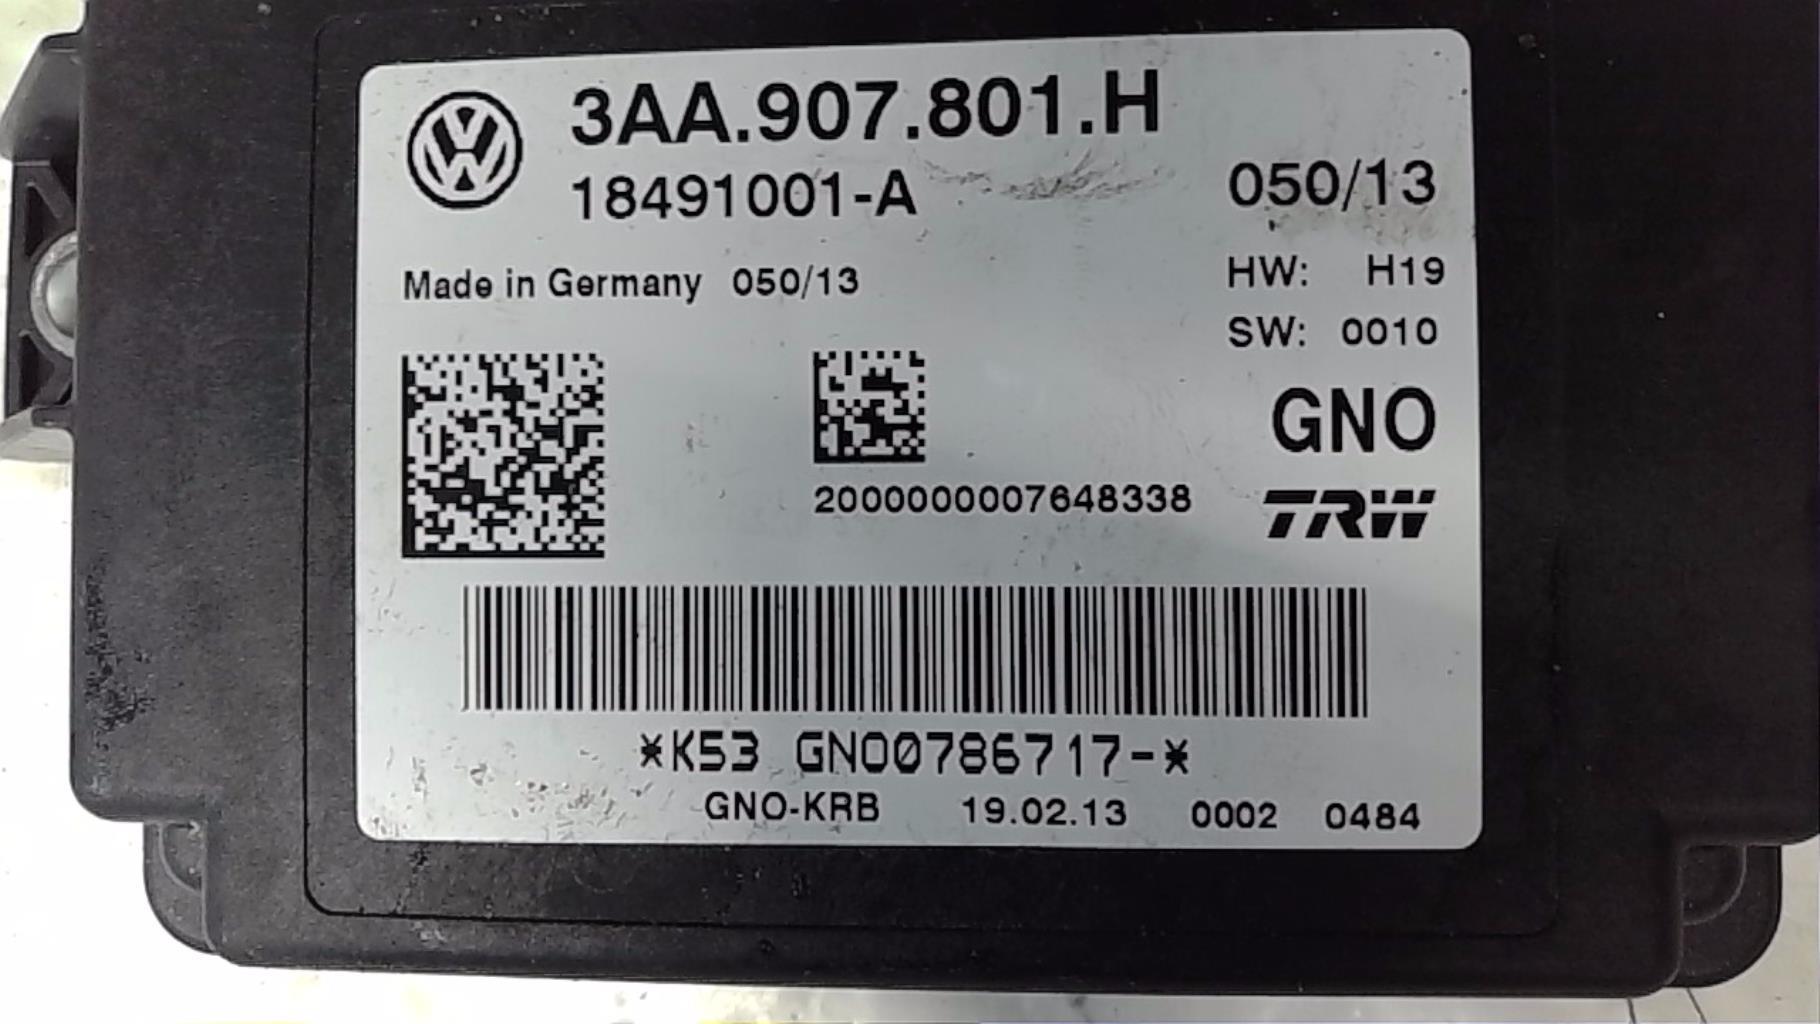 3AA.907.801.H
18491001-A 050/13
Made in Germany 050/13 HW: H19
SW: 0010
GNO
2000000007648338 TRW
*K53 GNO0786717-*
GNO-KRB 19.02.13 0002 0484